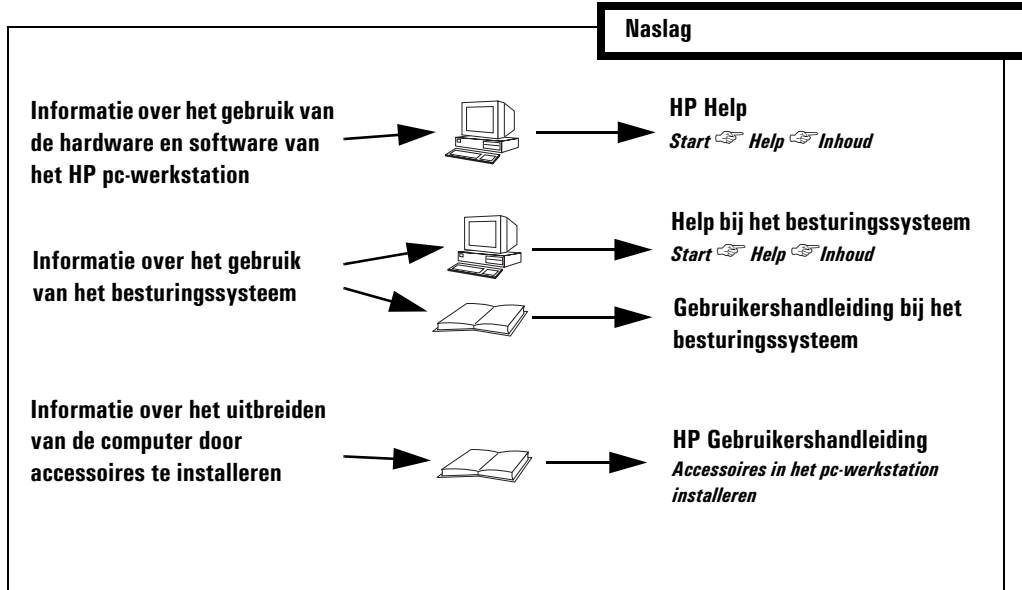 Naslag
Informatie over het gebruik van
de hardware en software van
het HP pc-werkstation
HP Help
Start ☞ Help ☞ Inhoud
Informatie over het gebruik
van het besturingssysteem
Help bij het besturingssysteem
Start ☞ Help ☞ Inhoud
Gebruikershandleiding bij het
besturingssysteem
Informatie over het uitbreiden
van de computer door
accessoires te installeren
HP Gebruikershandleiding
Accessoires in het pc-werkstation
installeren